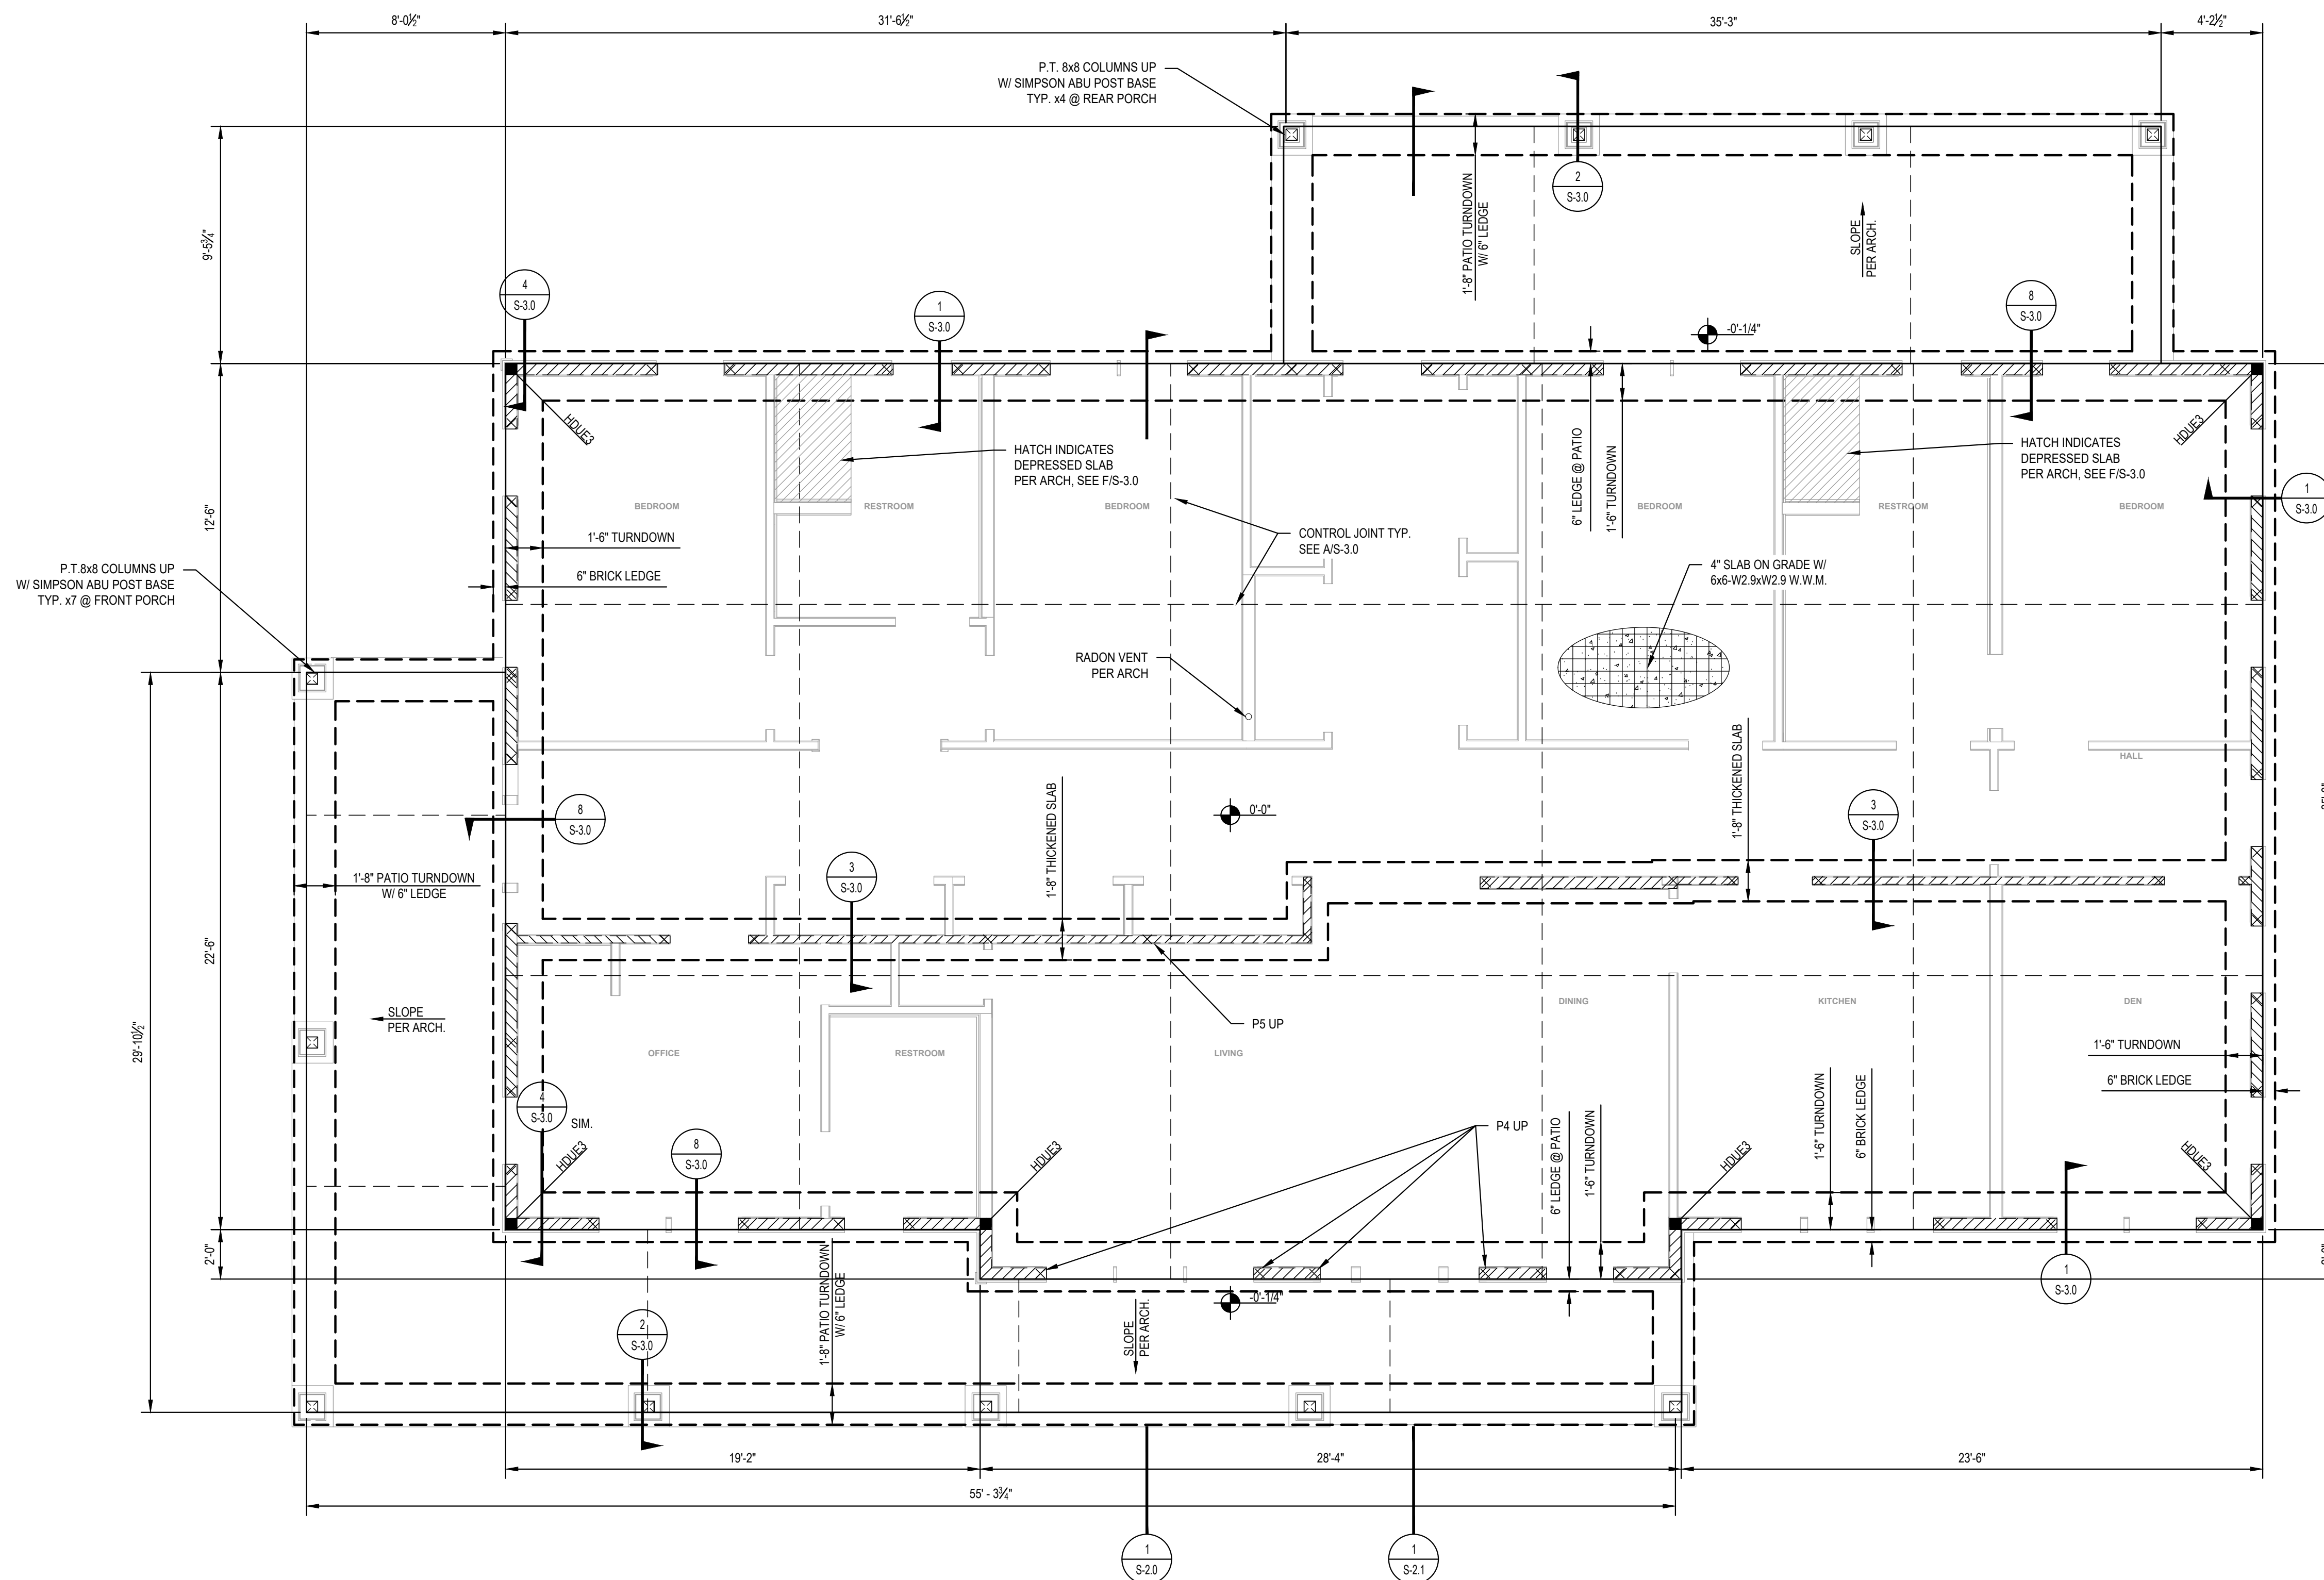 8'-0½"
31'-6½"
35'-3"
4'-2½"
P.T. 8x8 COLUMNS UP
W/ SIMPSON ABU POST BASE
TYP. x4 @ REAR PORCH
2
S-3.0
1'-8" PATIO TURNDOWN
W/ 6" LEDGE
SLOPE
PER ARCH.
9'-5¾"
4
S-3.0
1
S-3.0
8
S-3.0
-0'-1/4"
HDUE3
HDUE3
HATCH INDICATES
DEPRESSED SLAB
PER ARCH, SEE F/S-3.0
HATCH INDICATES
DEPRESSED SLAB
PER ARCH, SEE F/S-3.0
6" LEDGE @ PATIO
1'-6" TURNDOWN
1
S-3.0
BEDROOM
RESTROOM
BEDROOM
BEDROOM
RESTROOM
BEDROOM
12'-6"
1'-6" TURNDOWN
CONTROL JOINT TYP.
SEE A/S-3.0
6" BRICK LEDGE
4" SLAB ON GRADE W/
6x6-W2.9xW2.9 W.W.M.
P.T.8x8 COLUMNS UP
W/ SIMPSON ABU POST BASE
TYP. x7 @ FRONT PORCH
RADON VENT
PER ARCH
HALL
1'-8" THICKENED SLAB
1'-8" THICKENED SLAB
8
S-3.0
0'-0"
3
S-3.0
3
S-3.0
1'-8" PATIO TURNDOWN
W/ 6" LEDGE
22'-6"
29'-10½"
SLOPE
PER ARCH.
P5 UP
DINING
KITCHEN
DEN
OFFICE
RESTROOM
LIVING
1'-6" TURNDOWN
6" BRICK LEDGE
4
S-3.0
SIM.
8
S-3.0
HDUE3
HDUE3
P4 UP
6" LEDGE @ PATIO
1'-6" TURNDOWN
HDUE3
1'-6" TURNDOWN
6" BRICK LEDGE
HDUE3
2'-0"
1'-8" PATIO TURNDOWN
W/ 6" LEDGE
-0'-1/4"
SLOPE
PER ARCH.
1
S-3.0
2
S-3.0
19'-2"
28'-4"
23'-6"
55' - 3¾"
1
S-2.0
1
S-2.1